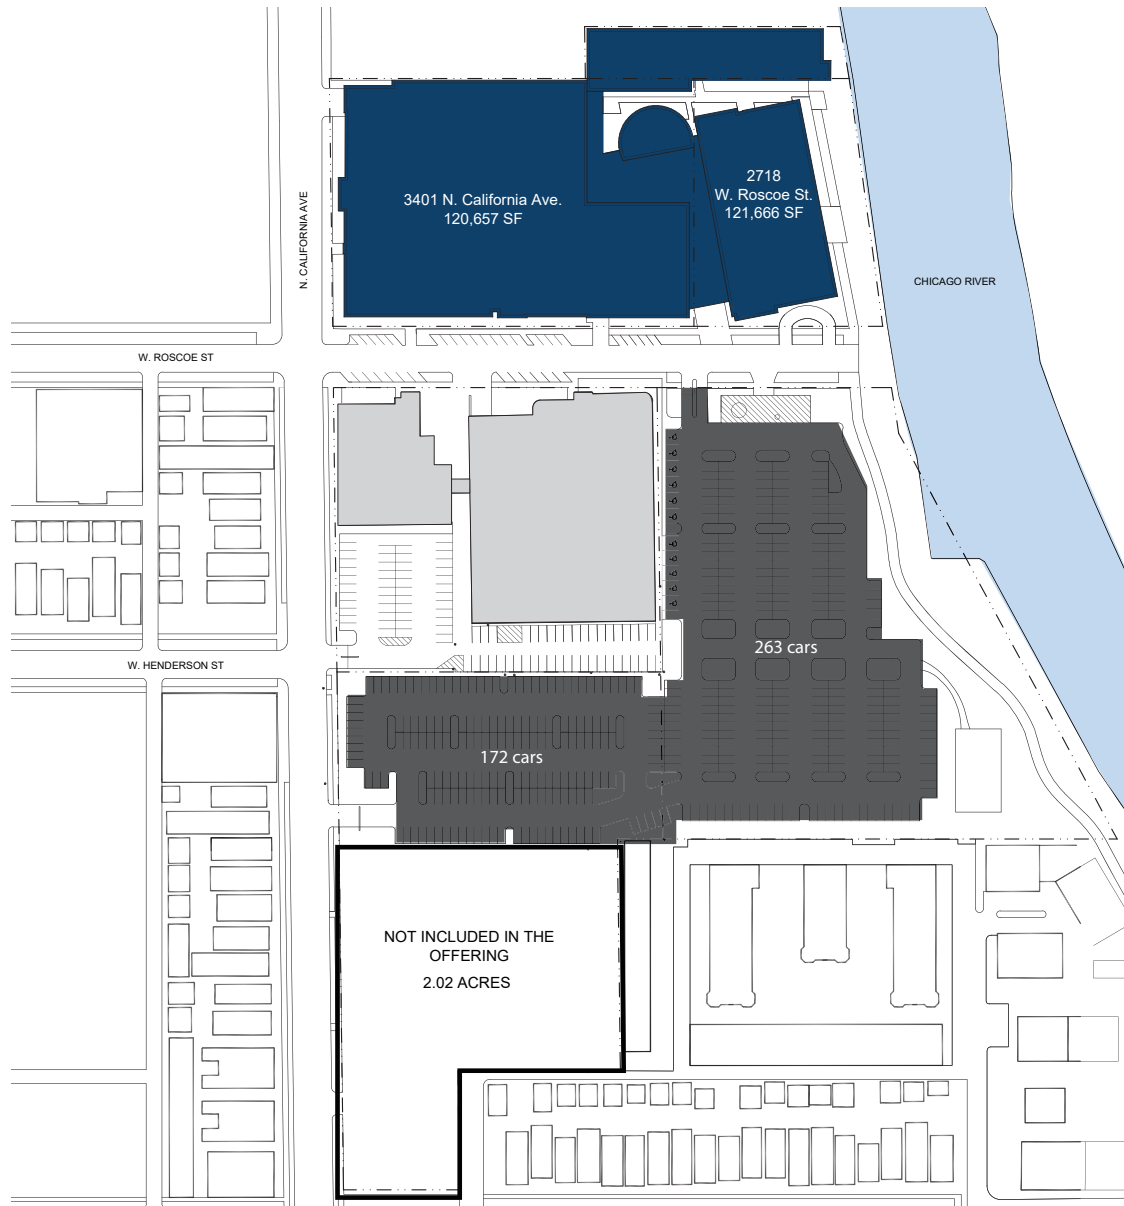 3401 N. California Ave.
120,657 SF
2718
W. Roscoe St.
121,666 SF
N. CALIFORNIA AVE
CHICAGO RIVER
W. ROSCOE ST
263 cars
W. HENDERSON ST
172 cars
NOT INCLUDED IN THE
OFFERING
2.02 ACRES